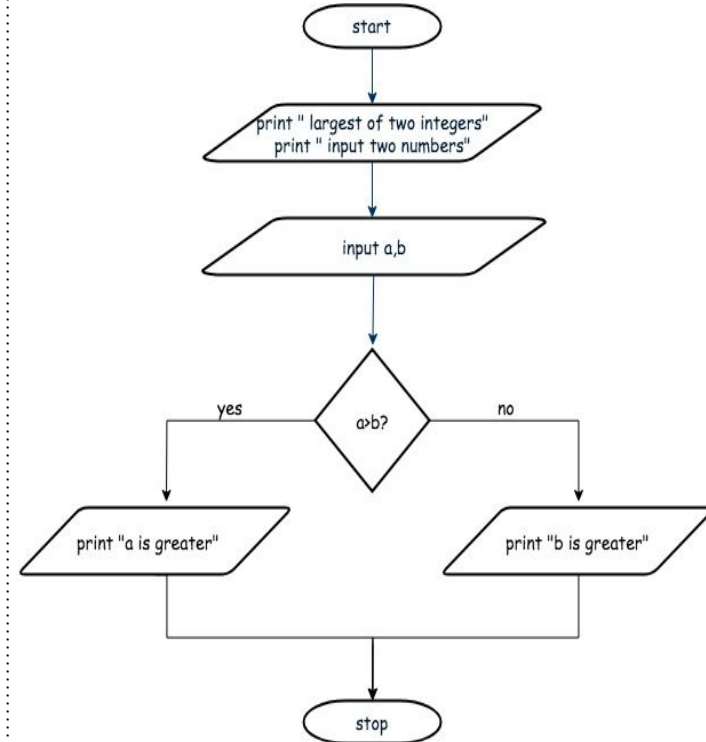 start
print " largest of two integers"
print " input two numbers"
input a,b
a>b?
yes
no
print "a is greater"
print "b is greater"
stop